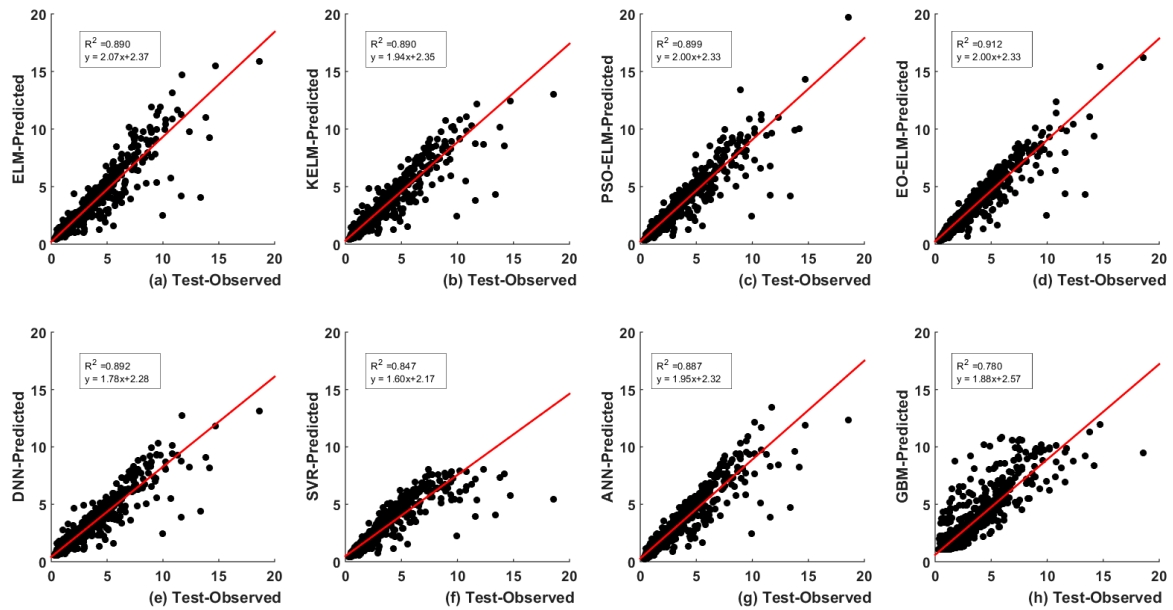 20
15
10
5
0
ELM-Predicted
R2 =0.890
y = 2.07x+2.37
0 5 10 15 20
(a) Test-Observed
20
15
10
5
0
KELM-Predicted
R2 =0.890
y = 1.94x+2.35
0 5 10 15 20
(b) Test-Observed
20
15
10
5
0
PSO-ELM-Predicted
R2 =0.899
y = 2.00x+2.33
0 5 10 15 20
(c) Test-Observed
20
15
10
5
0
EO-ELM-Predicted
R2 =0.912
y = 2.00x+2.33
0 5 10 15 20
(d) Test-Observed
20
15
10
5
0
DNN-Predicted
R2 =0.892
y = 1.78x+2.28
0 5 10 15 20
(e) Test-Observed
20
15
10
5
0
SVR-Predicted
R2 =0.847
y = 1.60x+2.17
0 5 10 15 20
(f) Test-Observed
20
15
10
5
0
ANN-Predicted
R2 =0.887
y = 1.95x+2.32
0 5 10 15 20
(g) Test-Observed
20
15
10
5
0
GBM-Predicted
R2 =0.780
y = 1.88x+2.57
0 5 10 15 20
(h) Test-Observed